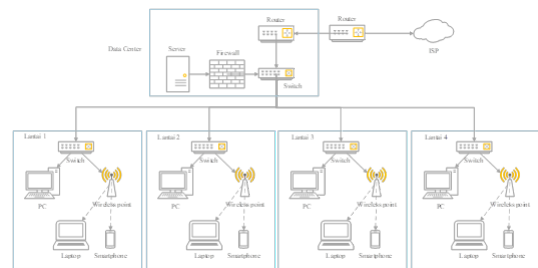 Router
Router
Data Center
Server
Firewall
ISP
Switch
Lantai 1
Lantai 2
Lantai 3
Lantai 4
Switch
Switch
Switch
Switch
PC
Wireless point
PC
Wireless point
PC
Wireless point
PC
Wireless point
Laptop
Smartphone
Laptop
Smartphone
Laptop
Smartphone
Laptop
Smartphone